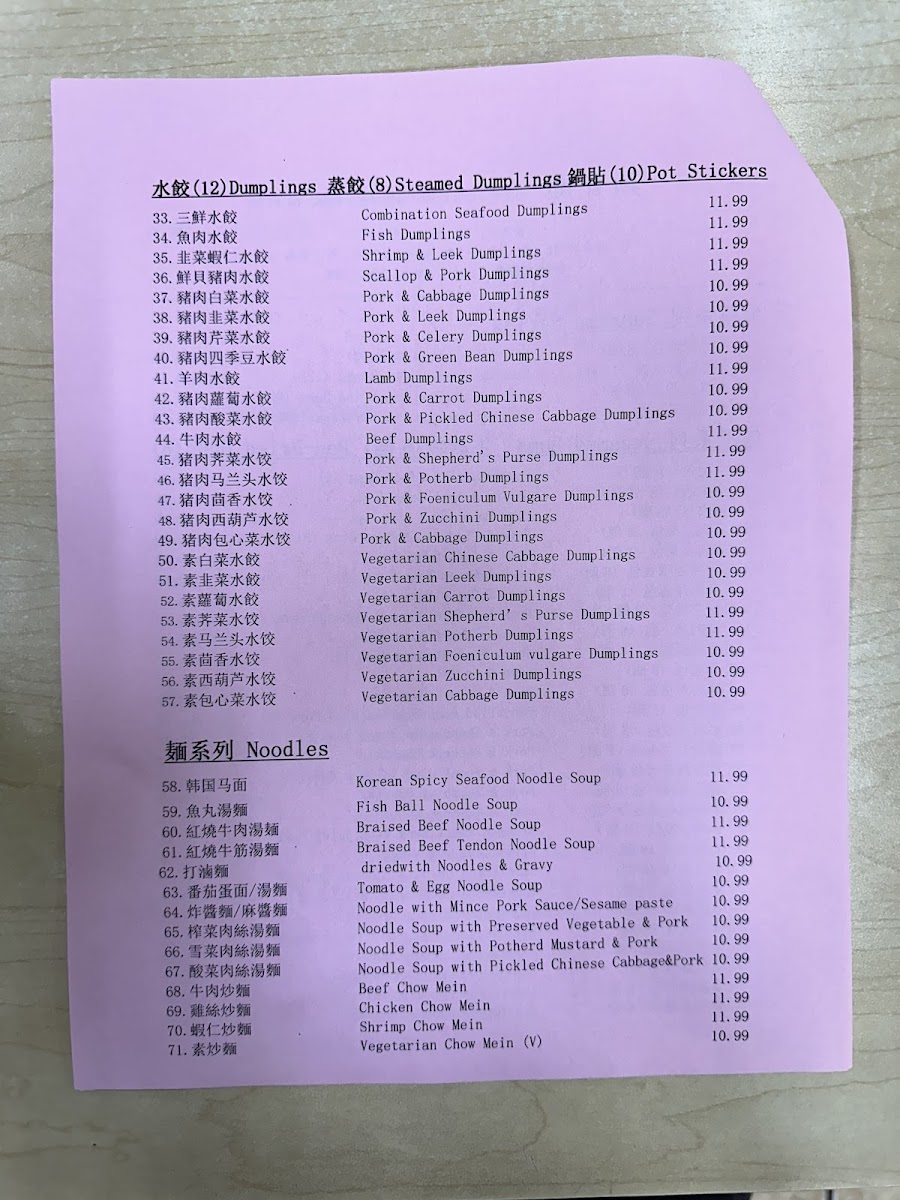 水餃(12)Dumplings 蒸餃(8)Steamed Dumplings 鍋貼(10)Pot Stickers
33. 三鮮水餃 Combination Seafood Dumplings 11.99
34. 魚肉水餃 Fish Dumplings 11.99
35. 韭菜蝦仁水餃 Shrimp & Leek Dumplings 11.99
36. 鮮貝豬肉水餃 Scallop & Pork Dumplings 11.99
37. 豬肉白菜水餃 Pork & Cabbage Dumplings 10.99
38. 豬肉韭菜水餃 Pork & Leek Dumplings 10.99
39. 豬肉芹菜水餃 Pork & Celery Dumplings 10.99
40. 豬肉四季豆水餃 Pork & Green Bean Dumplings 10.99
41. 羊肉水餃 Lamb Dumplings 11.99
42. 豬肉蘿蔔水餃 Pork & Carrot Dumplings 10.99
43. 豬肉酸菜水餃 Pork & Pickled Chinese Cabbage Dumplings 10.99
44. 牛肉水餃 Beef Dumplings 11.99
45. 猪肉荠菜水饺 Pork & Shepherd's Purse Dumplings 11.99
46. 猪肉马兰头水饺 Pork & Potherb Dumplings 11.99
47. 猪肉茴香水饺 Pork & Foeniculum Vulgare Dumplings 10.99
48. 猪肉西葫芦水饺 Pork & Zucchini Dumplings 10.99
49. 猪肉包心菜水饺 Pork & Cabbage Dumplings 10.99
50. 素白菜水餃 Vegetarian Chinese Cabbage Dumplings 10.99
51. 素韭菜水餃 Vegetarian Leek Dumplings 10.99
52. 素蘿蔔水餃 Vegetarian Carrot Dumplings 10.99
53. 素荠菜水饺 Vegetarian Shepherd's Purse Dumplings 11.99
54. 素马兰头水饺 Vegetarian Potherb Dumplings 11.99
55. 素茴香水饺 Vegetarian Foeniculum vulgare Dumplings 10.99
56. 素西葫芦水饺 Vegetarian Zucchini Dumplings 10.99
57. 素包心菜水饺 Vegetarian Cabbage Dumplings 10.99
麵系列 Noodles
58. 韩国马面 Korean Spicy Seafood Noodle Soup 11.99
59. 魚丸湯麵 Fish Ball Noodle Soup 10.99
60. 紅燒牛肉湯麺 Braised Beef Noodle Soup 11.99
61. 紅燒牛筋湯麵 Braised Beef Tendon Noodle Soup 11.99
62. 打滷麵 driedwith Noodles & Gravy 10.99
63. 番茄蛋面/湯麵 Tomato & Egg Noodle Soup 10.99
64. 炸醬麵/麻醬麵 Noodle with Mince Pork Sauce/Sesame paste 10.99
65. 榨菜肉絲湯麵 Noodle Soup with Preserved Vegetable & Pork 10.99
66. 雪菜肉絲湯麵 Noodle Soup with Potherd Mustard & Pork 10.99
67. 酸菜肉絲湯麵 Noodle Soup with Pickled Chinese Cabbage&Pork 10.99
68. 牛肉炒麵 Beef Chow Mein 11.99
69. 雞絲炒麵 Chicken Chow Mein 11.99
70. 蝦仁炒麵 Shrimp Chow Mein 11.99
71. 素炒麵 Vegetarian Chow Mein (V) 10.99